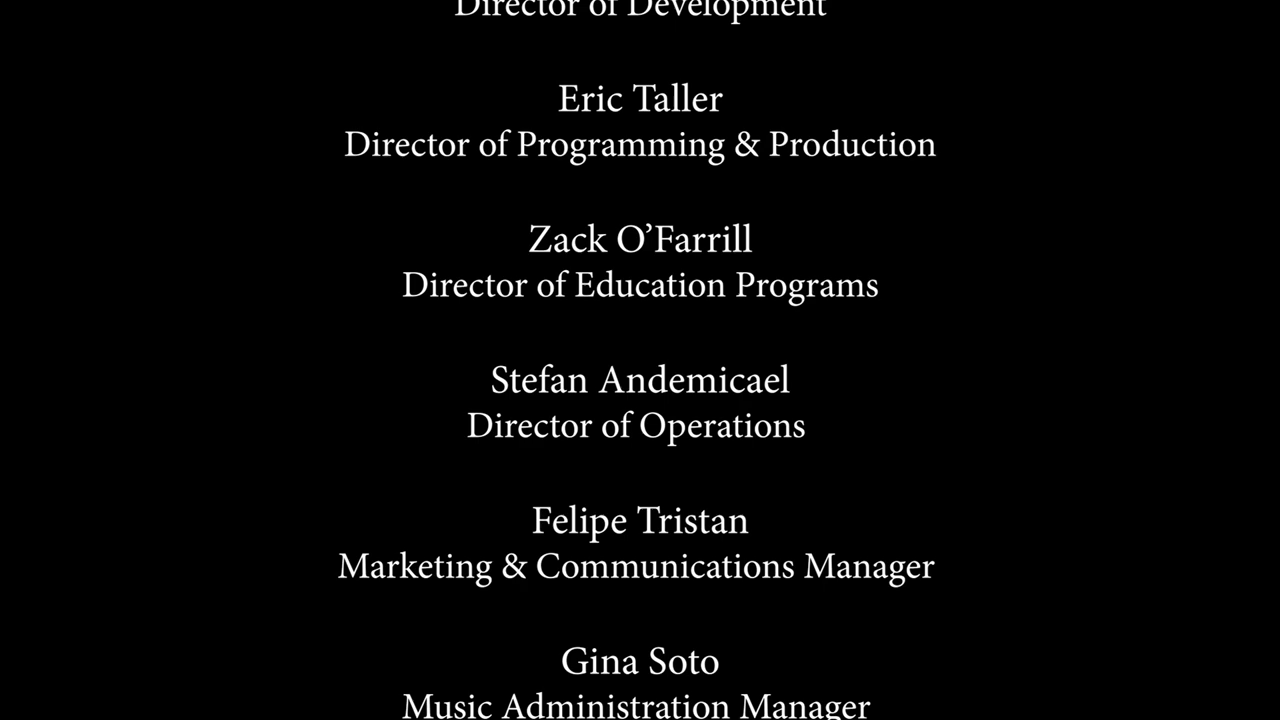 Director of Development
Eric Taller
Director of Programming & Production
Zack O’Farrill
Director of Education Programs
Stefan Andemicael
Director of Operations
Felipe Tristan
Marketing & Communications Manager
Gina Soto
Music Administration Manager